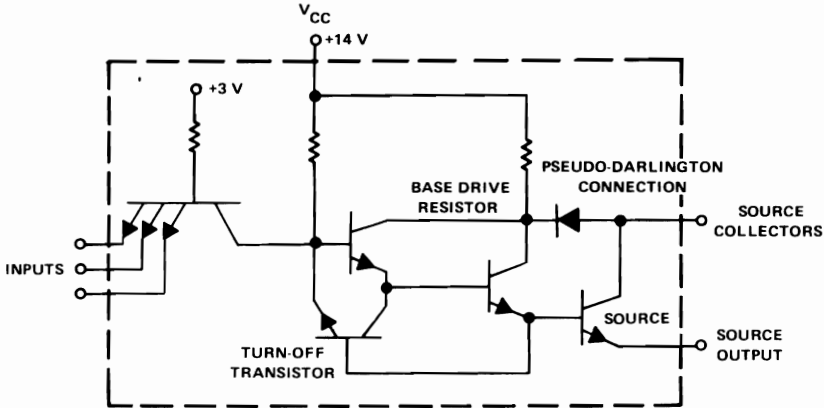 VCC
+14 V
+3 V
PSEUDO-DARLINGTON
CONNECTION
BASE DRIVE
RESISTOR
SOURCE
COLLECTORS
INPUTS
SOURCE
TURN-OFF
TRANSISTOR
SOURCE
OUTPUT